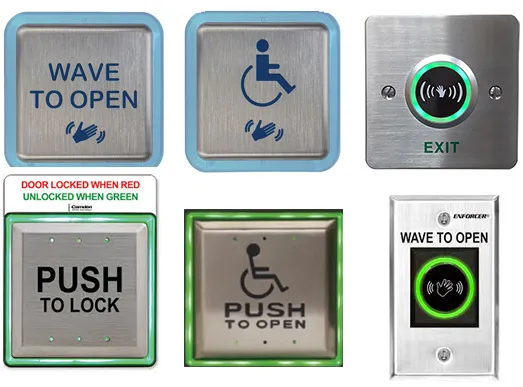 WAVE
TO OPEN
EXIT
DOOR LOCKED WHEN RED
UNLOCKED WHEN GREEN
Camden
PUSH
TO LOCK
PUSH
TO OPEN
ENFORCER®
WAVE TO OPEN